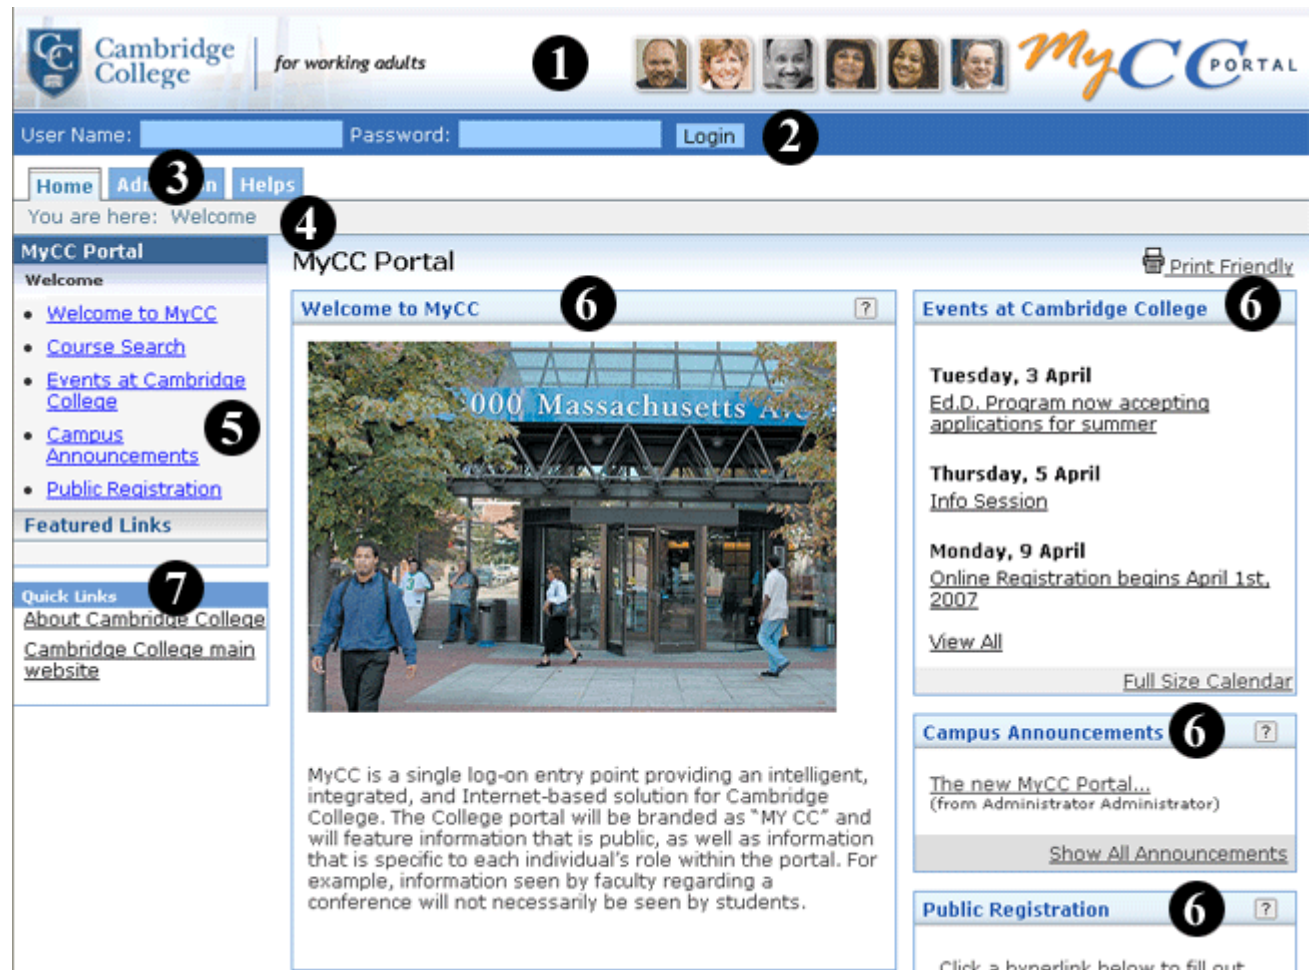 CC
Cambridge
College
for working adults
1
MyCC PORTAL
User Name:
Password:
Login
2
Home
3
Helps
You are here: Welcome
4
MyCC Portal
Welcome
• Welcome to MyCC
• Course Search
• Events at Cambridge
College
• Campus
Announcements
5
• Public Registration
Featured Links
Quick Links
7
About Cambridge College
Cambridge College main
website
MyCC Portal
Print Friendly
Welcome to MyCC
6
?
000 Massachusetts
MyCC is a single log-on entry point providing an intelligent,
integrated, and Internet-based solution for Cambridge
College. The College portal will be branded as “MY CC” and
will feature information that is public, as well as information
that is specific to each individual’s role within the portal. For
example, information seen by faculty regarding a
conference will not necessarily be seen by students.
Events at Cambridge College
6
Tuesday, 3 April
Ed.D. Program now accepting
applications for summer
Thursday, 5 April
Info Session
Monday, 9 April
Online Registration begins April 1st,
2007
View All
Full Size Calendar
Campus Announcements
6
?
The new MyCC Portal...
(from Administrator Administrator)
Show All Announcements
Public Registration
6
?
Click a hyperlink below to fill out